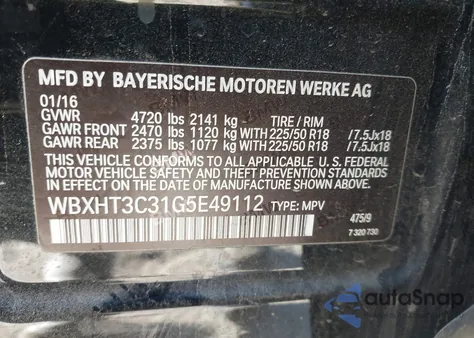 MFD BY BAYERISCHE MOTOREN WERKE AG
01/16
GVWR 4720 lbs 2141 kg TIRE / RIM
GAWR FRONT 2470 lbs 1120 kg WITH 225/50 R18 /7.5Jx18
GAWR REAR 2375 lbs 1077 kg WITH 225/50 R18 /7.5Jx18
THIS VEHICLE CONFORMS TO ALL APPLICABLE U. S. FEDERAL
MOTOR VEHICLE SAFETY AND THEFT PREVENTION STANDARDS
IN EFFECT ON THE DATE OF MANUFACTURE SHOWN ABOVE.
WBXHT3C31G5E49112 TYPE: MPV
475/9
7 320 730
autoSnap